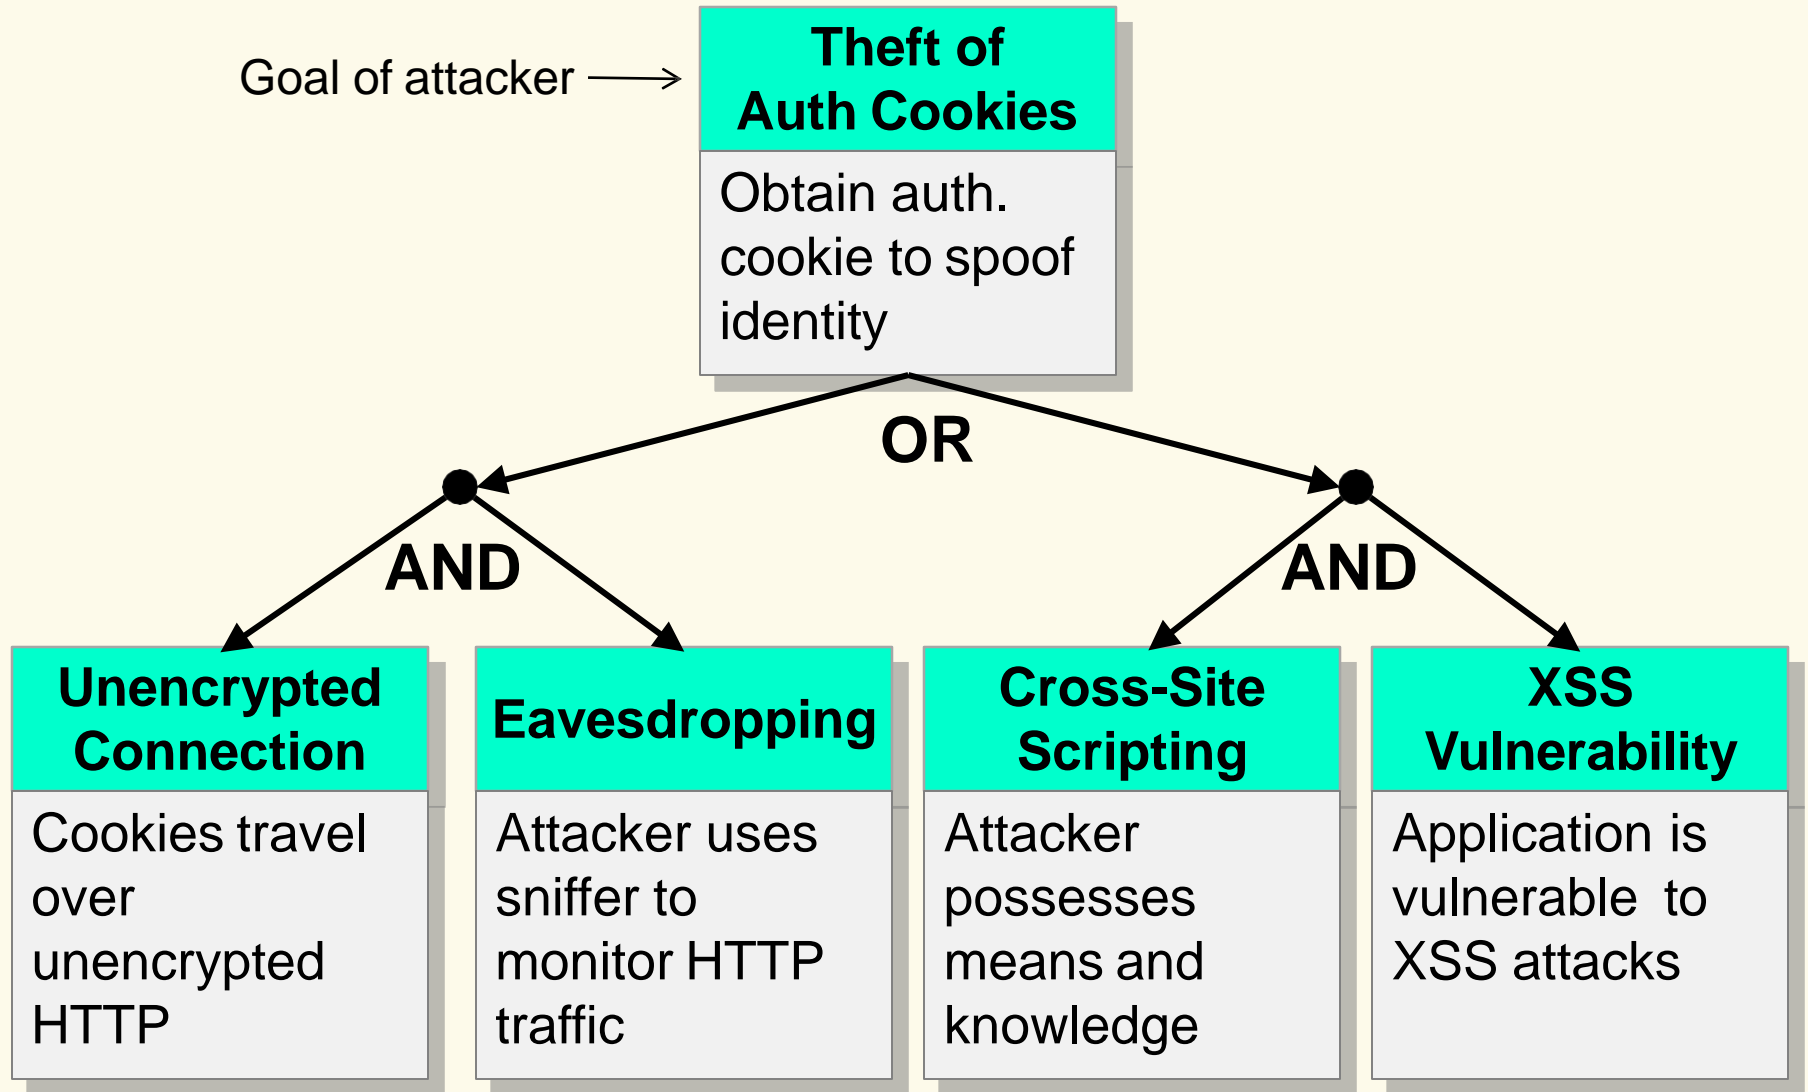 Goal of attacker
Theft of
Auth Cookies
Obtain auth.
cookie to spoof
identity
OR
AND
AND
Unencrypted
Connection
Cookies travel
over
unencrypted
HTTP
Eavesdropping
Attacker uses
sniffer to
monitor HTTP
traffic
Cross-Site
Scripting
Attacker
possesses
means and
knowledge
XSS
Vulnerability
Application is
vulnerable  to
XSS attacks